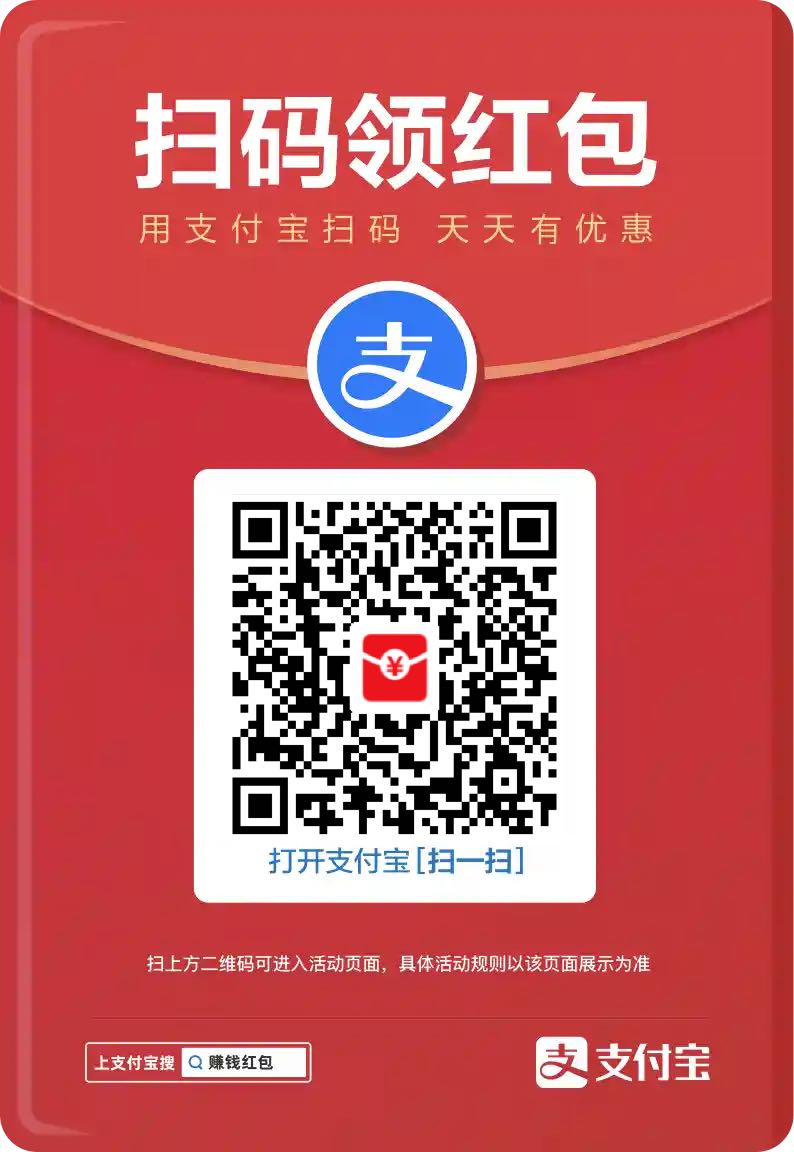 扫码领红包
用支付宝扫码 天天有优惠
支
¥
打开支付宝[扫一扫]
扫上方二维码可进入活动页面，具体活动规则以该页面展示为准
上支付宝搜 赚钱红包
支 支付宝